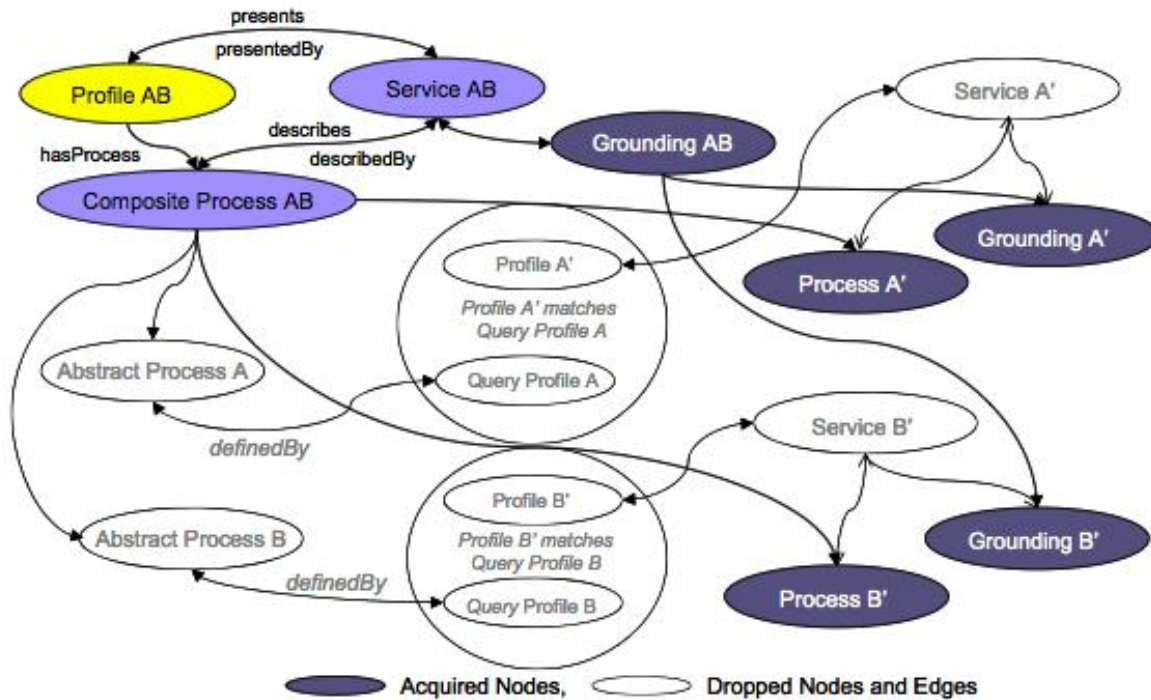 presents
presentedBy
Profile AB
Service AB
Service A’
describes
hasProcess
describedBy
Grounding AB
Composite Process AB
Grounding A’
Profile A’
Process A’
Profile A’ matches
Query Profile A
Abstract Process A
Query Profile A
definedBy
Service B’
Profile B’
Abstract Process B
Profile B’ matches
Query Profile B
Grounding B’
definedBy
Query Profile B
Process B’
Acquired Nodes,
Dropped Nodes and Edges